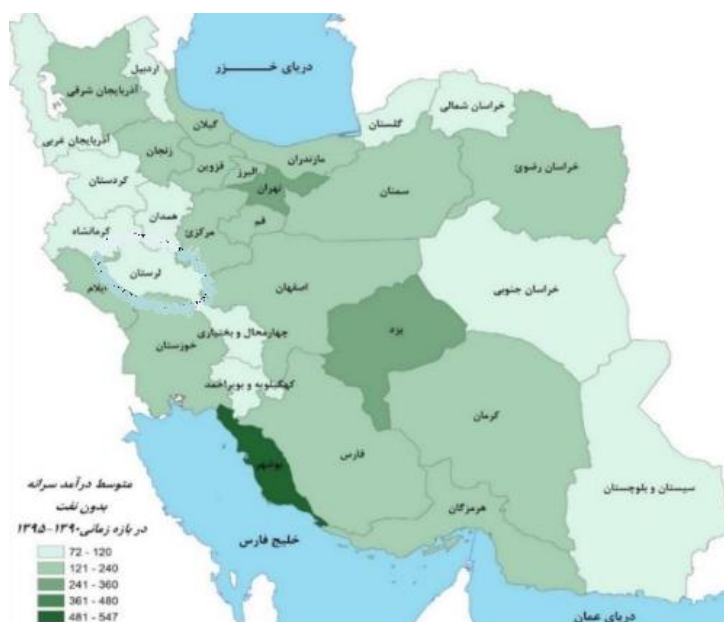 دریای خـــــزر
اردبیل
آذربایجان شرقی
گیلان
گلستان
خراسان شمالی
آذربایجان غربی
زنجان
قزوین
البرز
مازندران
خراسان رضوی
کردستان
تهران
سمنان
همدان
قم
مرکزی
کرمانشاه
لرستان
ایلام
اصفهان
خراسان جنوبی
چهارمحال و بختیاری
خوزستان
یزد
کهگیلویه و بویراحمد
کرمان
بوشهر
فارس
سیستان و بلوچستان
هرمزگان
خلیج فارس
دریای عمان
متوسط درآمد سرانه
بدون نفت
در بازه زمانی۱۳۹۰-۱۳۹۵
72 - 120
121 - 240
241 - 360
361 - 480
481 - 547